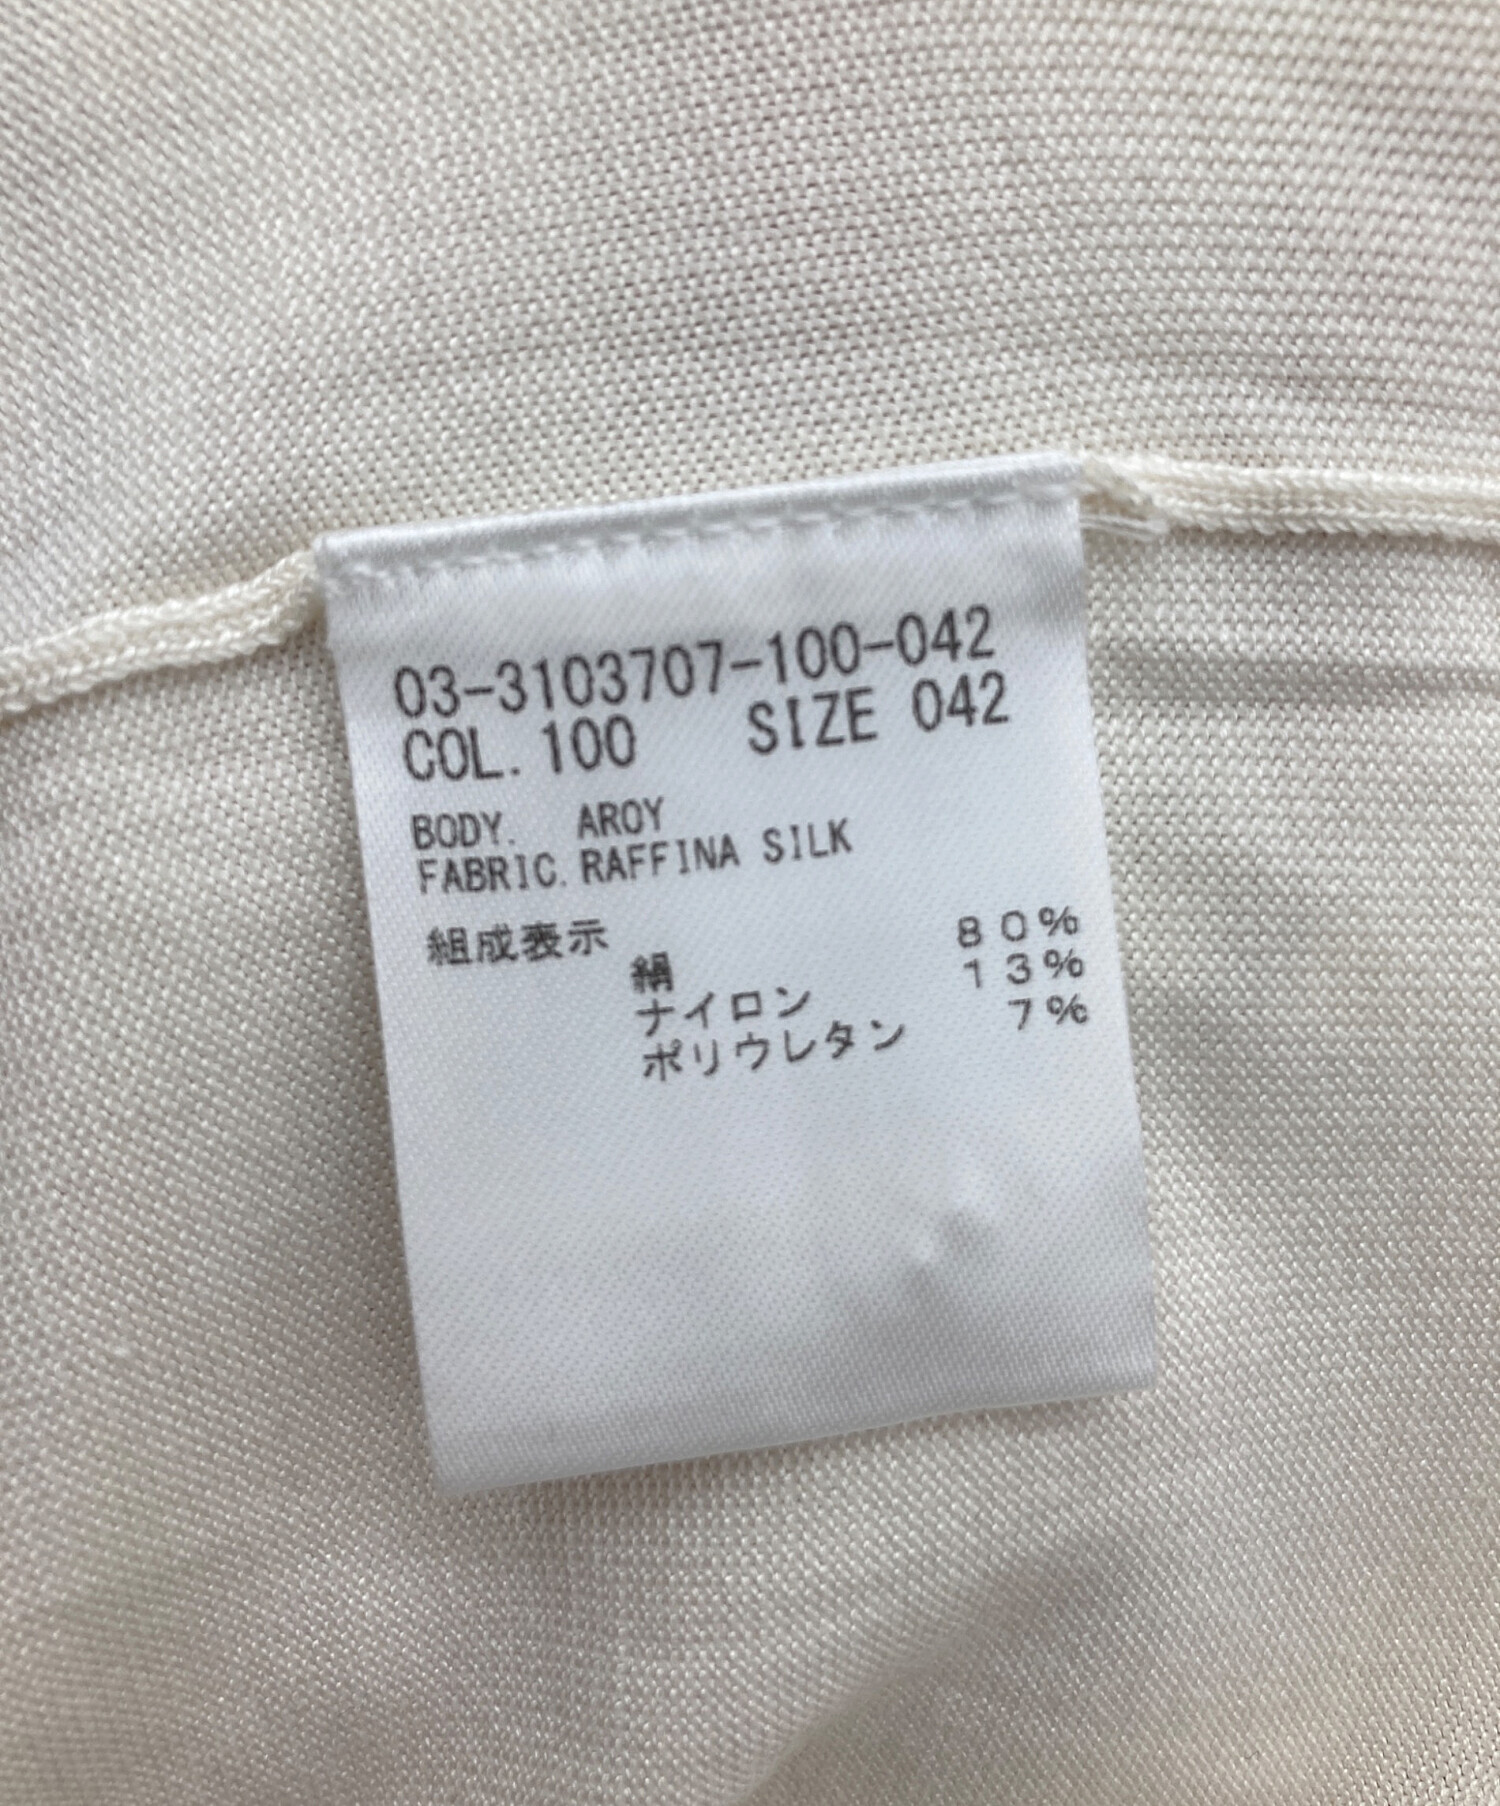 03-3103707-100-042
COL. 100 SIZE 042
BODY. AROY
FABRIC. RAFFINA SILK
組成表示
絹 80%
ナイロン 13%
ポリウレタン 7%